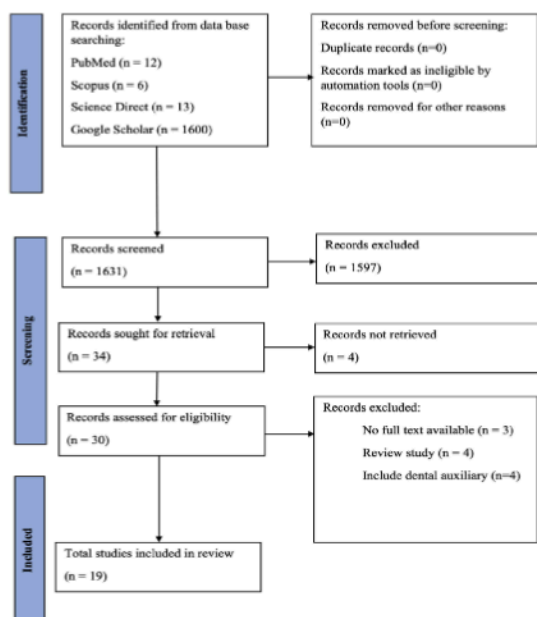 Identification
Records identified from data base
searching:
PubMed (n = 12)
Scopus (n = 6)
Science Direct (n = 13)
Google Scholar (n = 1600)
Records removed before screening:
Duplicate records (n=0)
Records marked as ineligible by
automation tools (n=0)
Records removed for other reasons
(n=0)
Screening
Records screened
(n = 1631)
Records excluded
(n = 1597)
Records sought for retrieval
(n = 34)
Records not retrieved
(n = 4)
Records assessed for eligibility
(n = 30)
Records excluded:
No full text available (n = 3)
Review study (n = 4)
Include dental auxiliary (n=4)
Included
Total studies included in review
(n = 19)